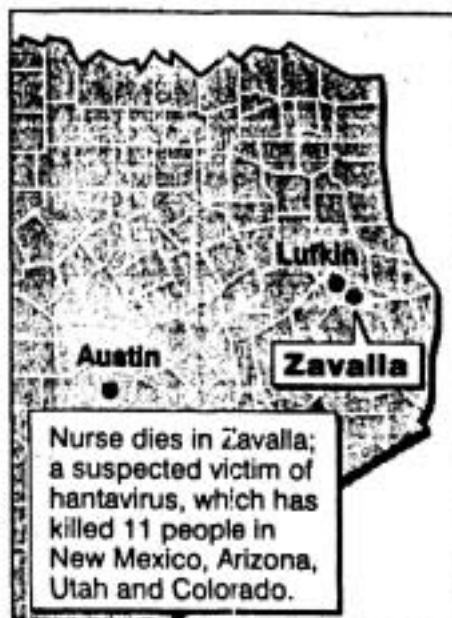 Lufkin
Zavalla
Austin
Nurse dies in Zavalla;
a suspected victim of
hantavirus, which has
killed 11 people in
New Mexico, Arizona,
Utah and Colorado.